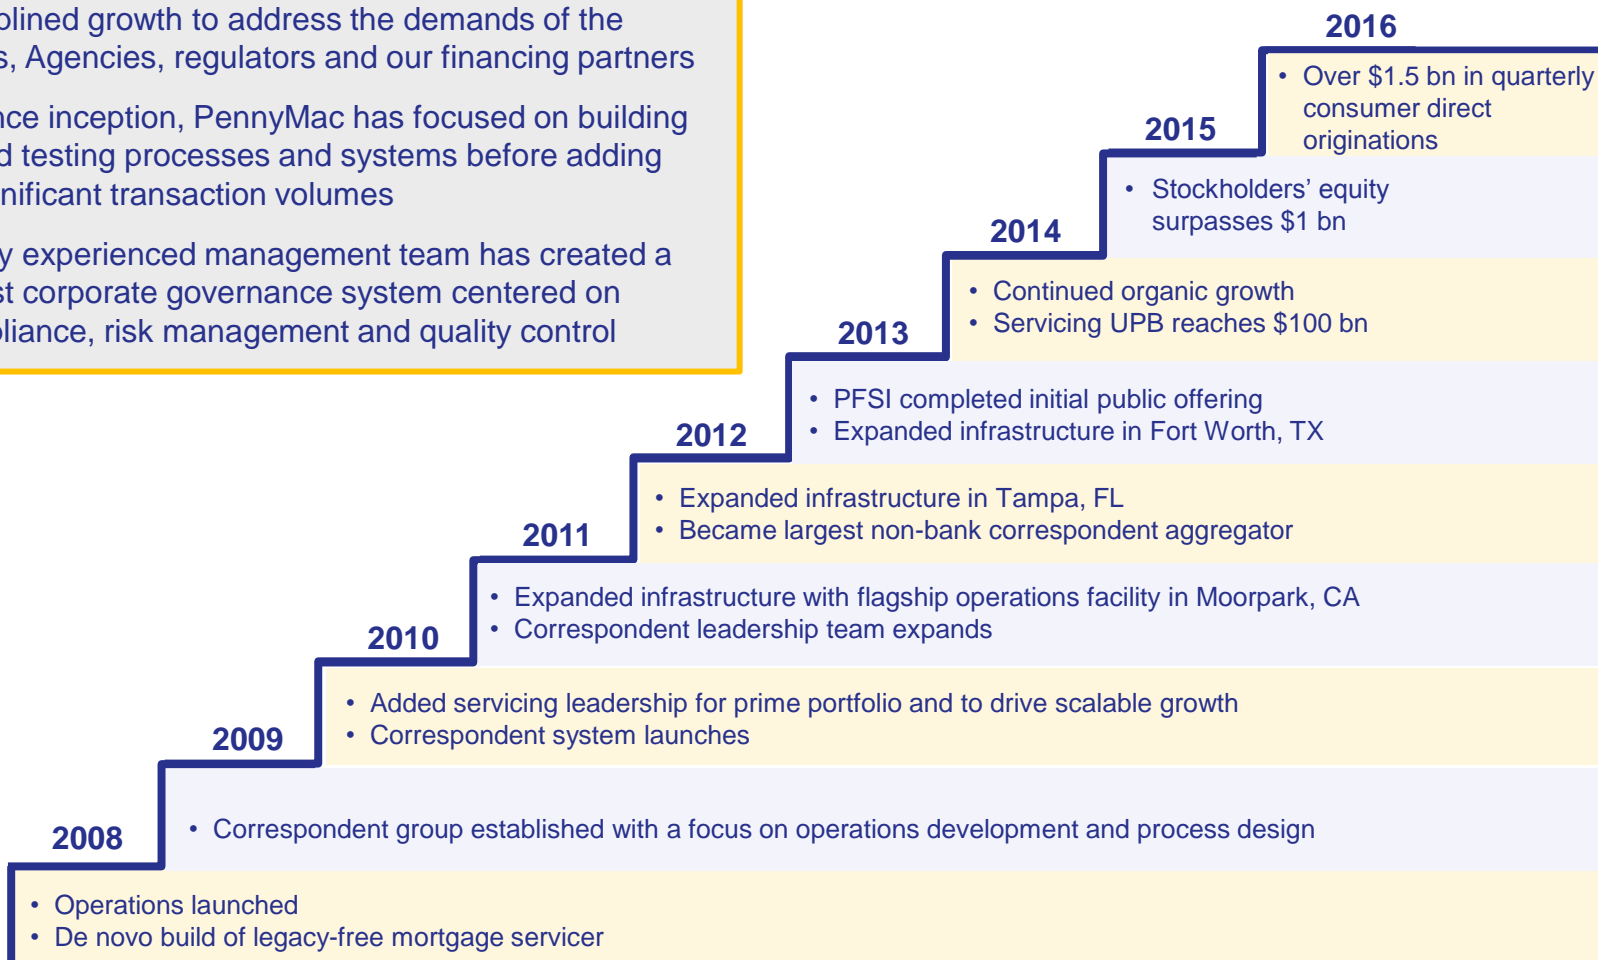 olined growth to address the demands of the
s, Agencies, regulators and our financing partners
nce inception, PennyMac has focused on building
d testing processes and systems before adding
nificant transaction volumes
y experienced management team has created a
st corporate governance system centered on
pliance, risk management and quality control
2016
• Over $1.5 bn in quarterly
consumer direct
originations
2015
• Stockholders’ equity
surpasses $1 bn
2014
• Continued organic growth
• Servicing UPB reaches $100 bn
2013
• PFSI completed initial public offering
• Expanded infrastructure in Fort Worth, TX
2012
• Expanded infrastructure in Tampa, FL
• Became largest non-bank correspondent aggregator
2011
• Expanded infrastructure with flagship operations facility in Moorpark, CA
• Correspondent leadership team expands
2010
• Added servicing leadership for prime portfolio and to drive scalable growth
• Correspondent system launches
2009
• Correspondent group established with a focus on operations development and process design
2008
• Operations launched
• De novo build of legacy-free mortgage servicer